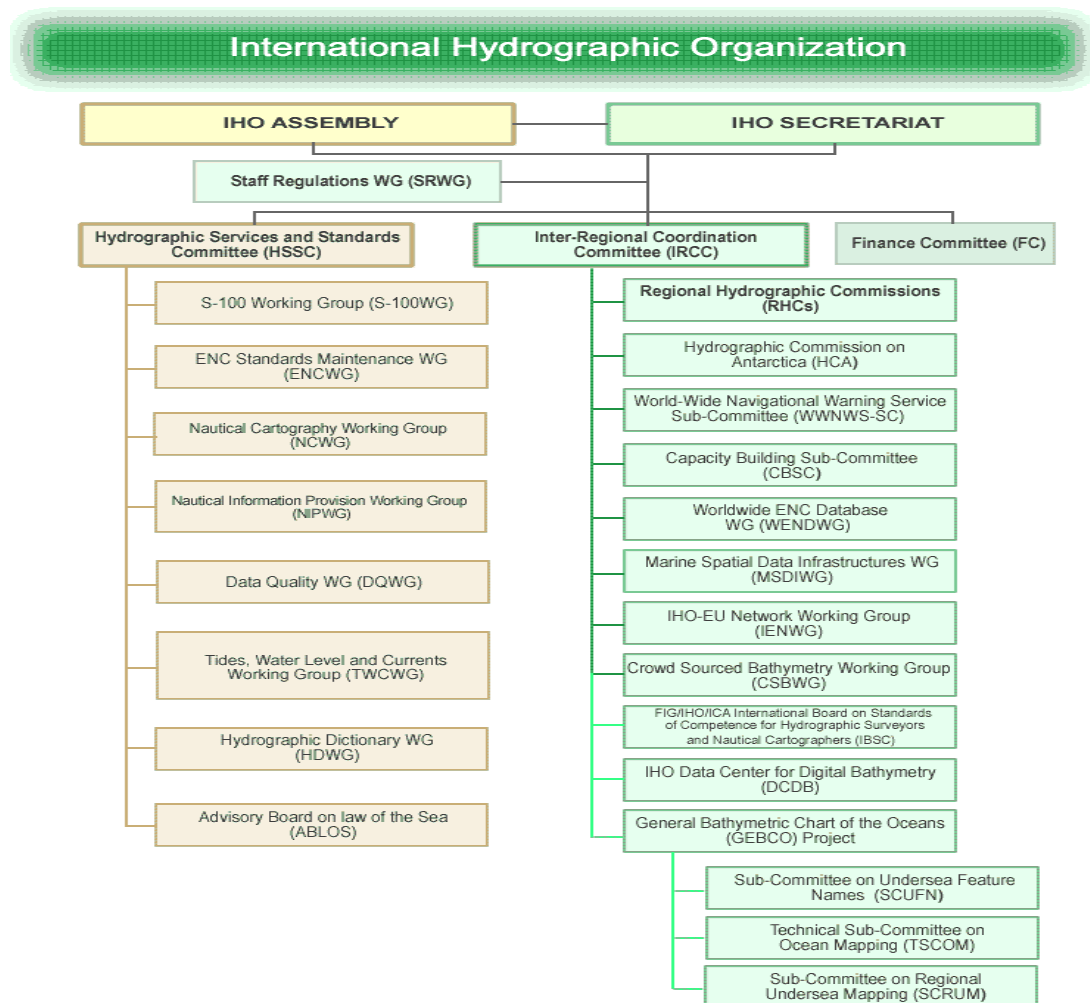 International Hydrographic Organization
IHO ASSEMBLY
IHO SECRETARIAT
Staff Regulations WG (SRWG)
Hydrographic Services and Standards
Committee (HSSC)
Inter-Regional Coordination
Committee (IRCC)
Finance Committee (FC)
S-100 Working Group (S-100WG)
ENC Standards Maintenance WG
(ENCWG)
Nautical Cartography Working Group
(NCWG)
Nautical Information Provision Working Group
(NIPWG)
Data Quality WG (DQWG)
Tides, Water Level and Currents
Working Group (TWCWG)
Hydrographic Dictionary WG
(HDWG)
Advisory Board on law of the Sea
(ABLOS)
Regional Hydrographic Commissions
(RHCs)
Hydrographic Commission on
Antarctica (HCA)
World-Wide Navigational Warning Service
Sub-Committee (WWNWS-SC)
Capacity Building Sub-Committee
(CBSC)
Worldwide ENC Database
WG (WENDWG)
Marine Spatial Data Infrastructures WG
(MSDIWG)
IHO-EU Network Working Group
(IENWG)
Crowd Sourced Bathymetry Working Group
(CSBWG)
FIG/IHO/ICA International Board on Standards
of Competence for Hydrographic Surveyors
and Nautical Cartographers (IBSC)
IHO Data Center for Digital Bathymetry
(DCDB)
General Bathymetric Chart of the Oceans
(GEBCO) Project
Sub-Committee on Undersea Feature
Names (SCUFN)
Technical Sub-Committee on
Ocean Mapping (TSCOM)
Sub-Committee on Regional
Undersea Mapping (SCRUM)